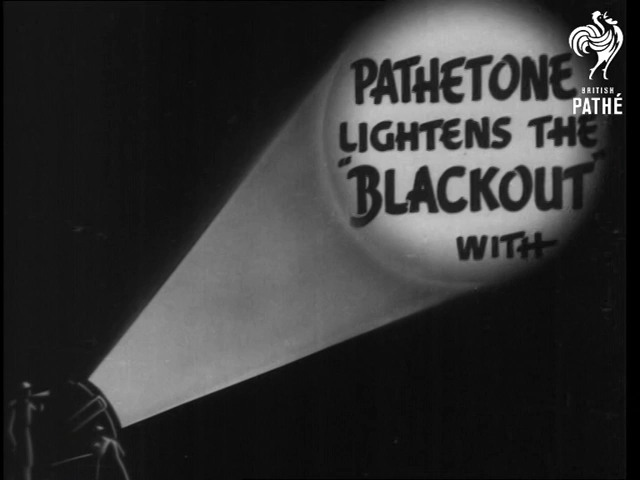 PATHETONE
LIGHTENS THE
"BLACKOUT"
WITH—
BRITISH
PATHÉ